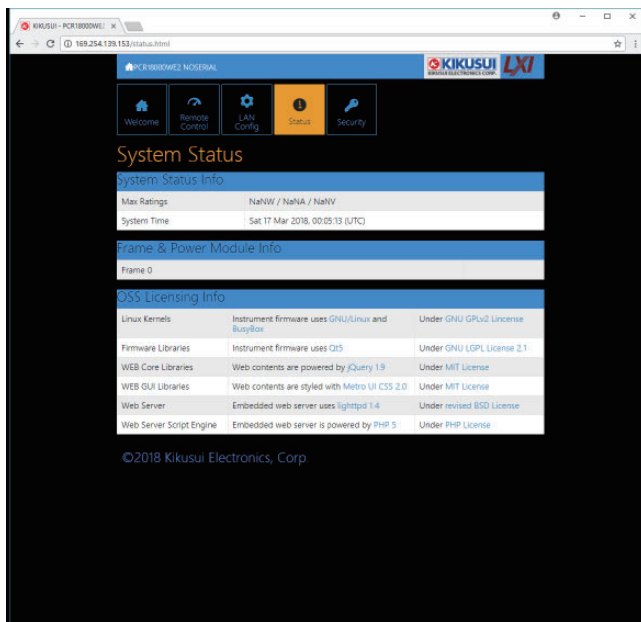 KIKUSUI - PCR18000WE2
169.254.139.153/status.html
PCR18000WE2 NOSERIAL
KIKUSUI
KIKUSUI ELECTRONICS CORP.
LXI
Welcome
Remote Control
LAN Config
Status
Security
System Status
System Status Info
Max Ratings NaNW / NaNA / NaNV
System Time Sat 17 Mar 2018, 00:05:13 (UTC)
Frame & Power Module Info
Frame 0
OSS Licensing Info
Linux Kernels Instrument firmware uses GNU/Linux and BusyBox Under GNU GPLv2 Lincense
Firmware Libraries Instrument firmware uses Qt5 Under GNU LGPL License 2.1
WEB Core Libraries Web contents are powered by jQuery 1.9 Under MIT License
WEB GUI Libraries Web contents are styled with Metro UI CSS 2.0 Under MIT License
Web Server Embedded web server uses lighttpd 1.4 Under revised BSD License
Web Server Script Engine Embedded web server is powered by PHP 5 Under PHP License
©2018 Kikusui Electronics, Corp.